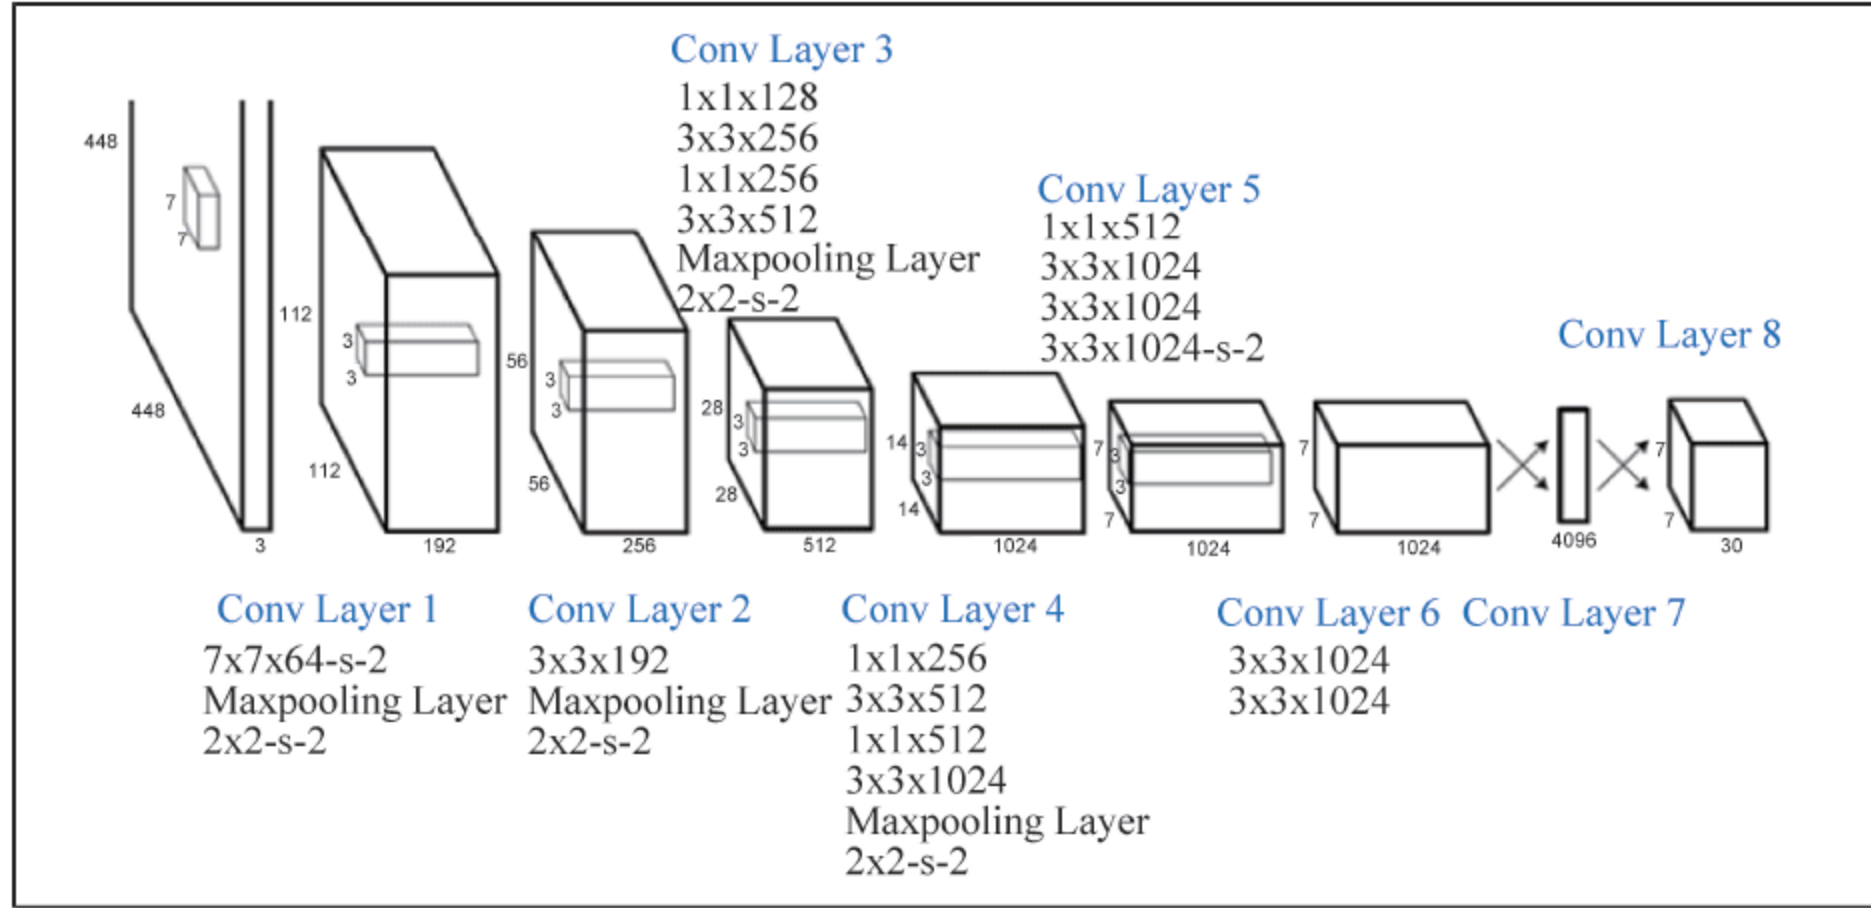 Conv Layer 3
1x1x128
3x3x256
1x1x256
3x3x512
Maxpooling Layer
2x2-s-2
Conv Layer 5
1x1x512
3x3x1024
3x3x1024
3x3x1024-s-2
Conv Layer 8
448
448
7
7
3
112
112
3
3
192
56
56
3
3
256
28
28
3
3
512
14
14
3
3
1024
7
7
3
3
1024
7
7
1024
4096
7
7
30
Conv Layer 1
7x7x64-s-2
Maxpooling Layer
2x2-s-2
Conv Layer 2
3x3x192
Maxpooling Layer
2x2-s-2
Conv Layer 4
1x1x256
3x3x512
1x1x512
3x3x1024
Maxpooling Layer
2x2-s-2
Conv Layer 6
3x3x1024
3x3x1024
Conv Layer 7